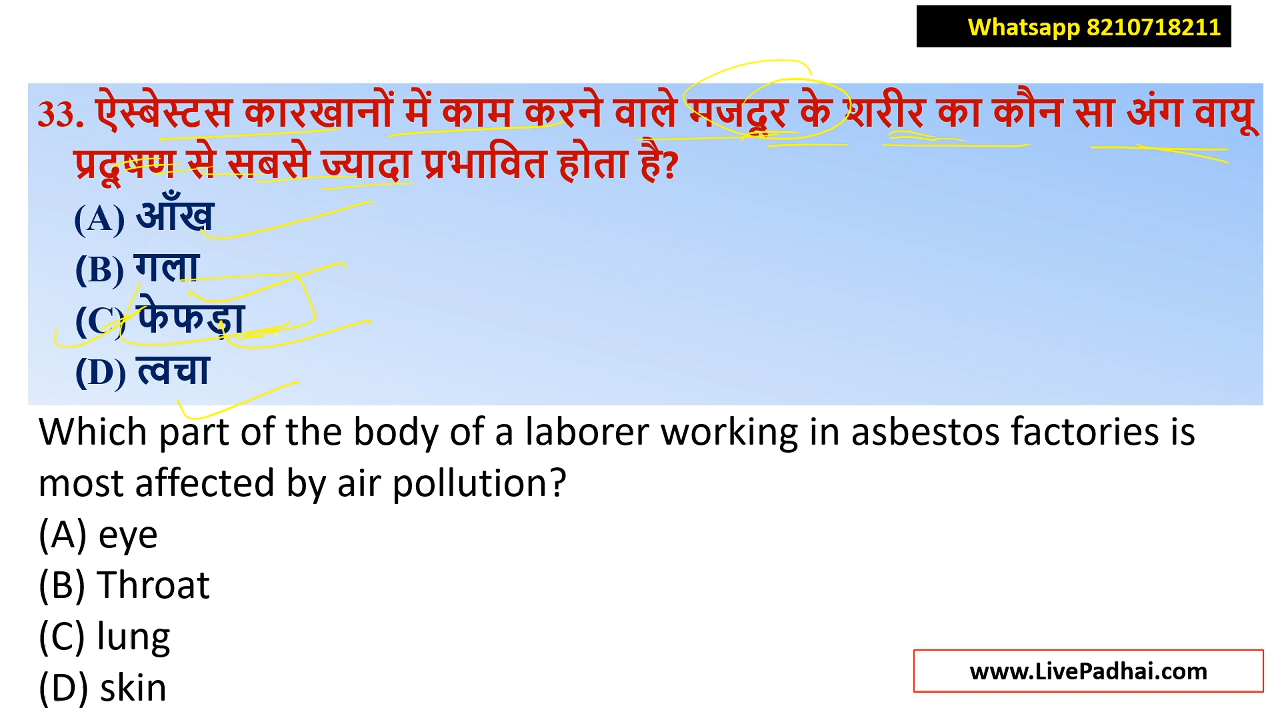 Whatsapp 8210718211
33. ऐस्बेस्टस कारखानों में काम करने वाले मजदूर के शरीर का कौन सा अंग वायू
प्रदूषण से सबसे ज्यादा प्रभावित होता है?
(A) आँख
(B) गला
(C) फेफड़ा
(D) त्वचा
Which part of the body of a laborer working in asbestos factories is
most affected by air pollution?
(A) eye
(B) Throat
(C) lung
(D) skin
www.LivePadhai.com